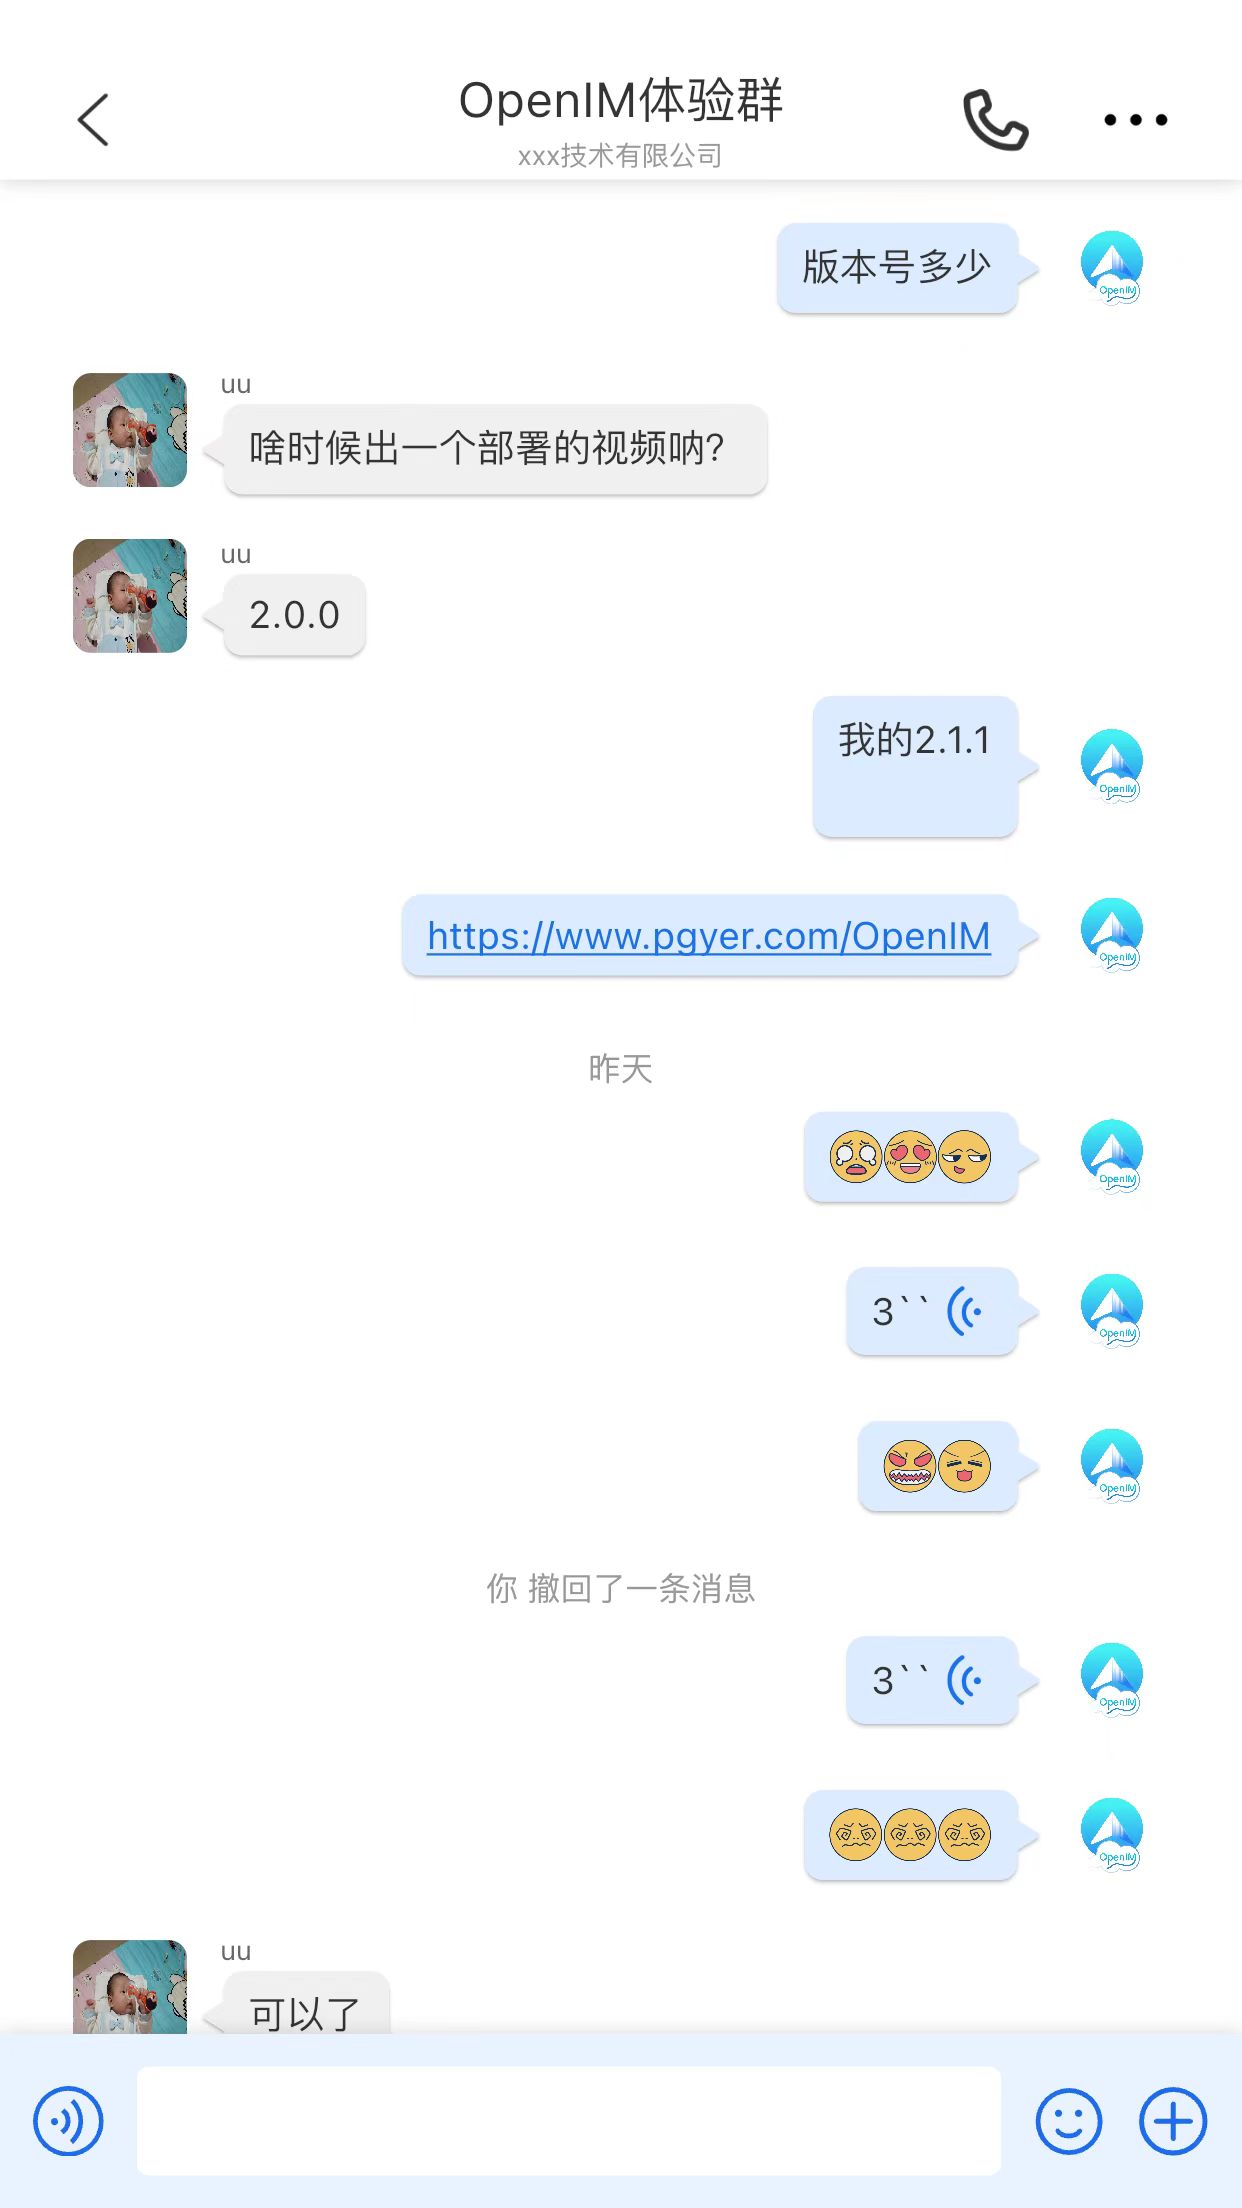 OpenIM体验群
xxx技术有限公司
版本号多少
OpenIM
uu
啥时候出一个部署的视频呐?
uu
2.0.0
我的2.1.1
OpenIM
https://www.pgyer.com/OpenIM
OpenIM
昨天
OpenIM
3``
OpenIM
OpenIM
你 撤回了一条消息
3``
OpenIM
OpenIM
uu
可以了